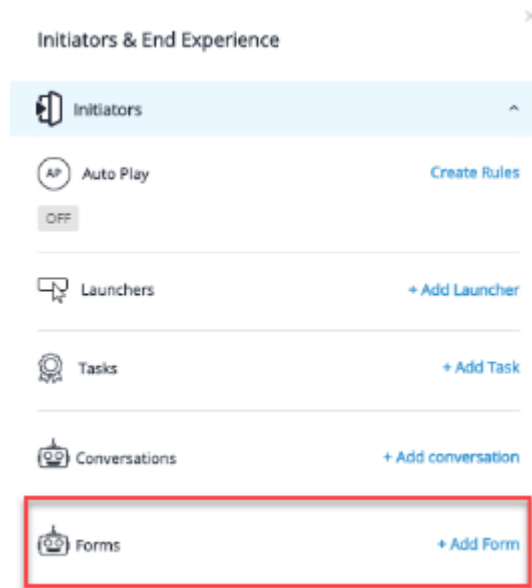 Initiators & End Experience
Initiators
AP Auto Play Create Rules
OFF
Launchers + Add Launcher
Tasks + Add Task
Conversations + Add conversation
Forms + Add Form